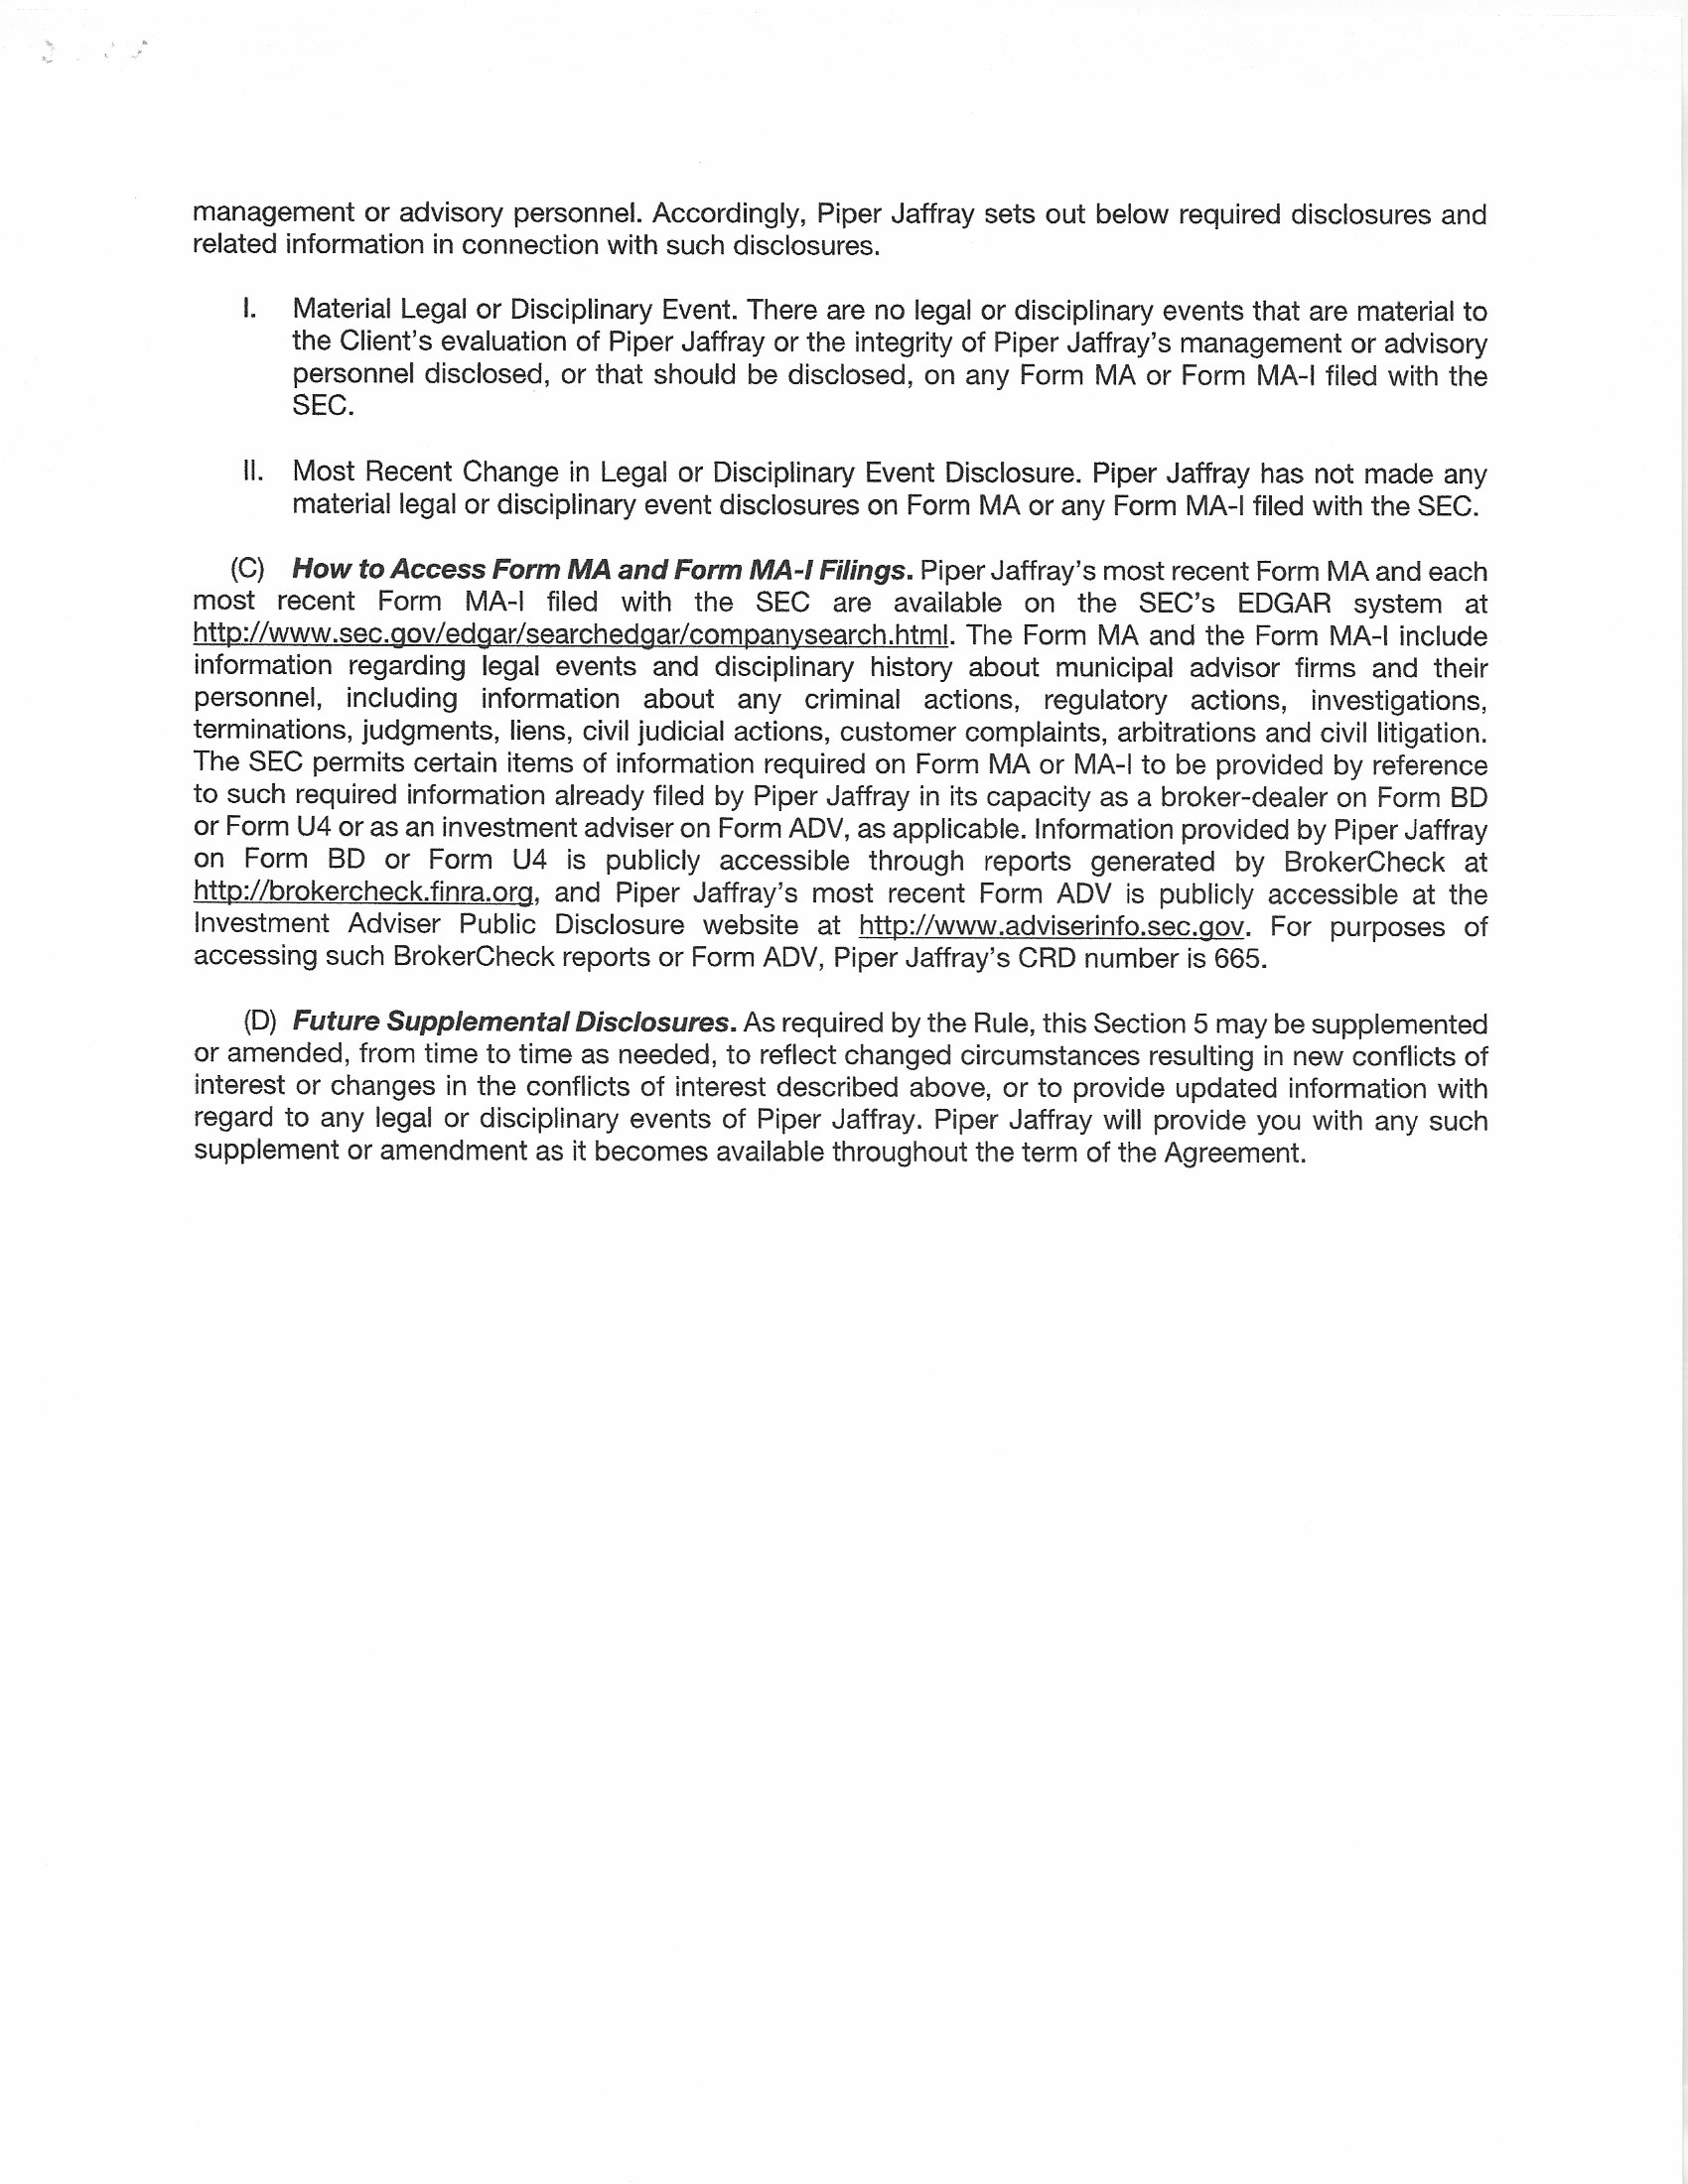 management or advisory personnel. Accordingly, Piper Jaffray sets out below required disclosures and
related information in connection with such disclosures.
I. Material Legal or Disciplinary Event. There are no legal or disciplinary events that are material to
the Client's evaluation of Piper Jaffray or the integrity of Piper Jaffray's management or advisory
personnel disclosed, or that should be disclosed, on any Form MA or Form MA-I filed with the
SEC.
II. Most Recent Change in Legal or Disciplinary Event Disclosure. Piper Jaffray has not made any
material legal or disciplinary event disclosures on Form MA or any Form MA-I filed with the SEC.
(C) How to Access Form MA and Form MA-I Filings. Piper Jaffray's most recent Form MA and each
most recent Form MA-I filed with the SEC are available on the SEC's EDGAR system at
http://www.sec.gov/edgar/searchedgar/companysearch.html. The Form MA and the Form MA-I include
information regarding legal events and disciplinary history about municipal advisor firms and their
personnel, including information about any criminal actions, regulatory actions, investigations,
terminations, judgments, liens, civil judicial actions, customer complaints, arbitrations and civil litigation.
The SEC permits certain items of information required on Form MA or MA-I to be provided by reference
to such required information already filed by Piper Jaffray in its capacity as a broker-dealer on Form BD
or Form U4 or as an investment adviser on Form ADV, as applicable. Information provided by Piper Jaffray
on Form BD or Form U4 is publicly accessible through reports generated by BrokerCheck at
http://brokercheck.finra.org, and Piper Jaffray's most recent Form ADV is publicly accessible at the
Investment Adviser Public Disclosure website at http://www.adviserinfo.sec.gov. For purposes of
accessing such BrokerCheck reports or Form ADV, Piper Jaffray's CRD number is 665.
(D) Future Supplemental Disclosures. As required by the Rule, this Section 5 may be supplemented
or amended, from time to time as needed, to reflect changed circumstances resulting in new conflicts of
interest or changes in the conflicts of interest described above, or to provide updated information with
regard to any legal or disciplinary events of Piper Jaffray. Piper Jaffray will provide you with any such
supplement or amendment as it becomes available throughout the term of the Agreement.